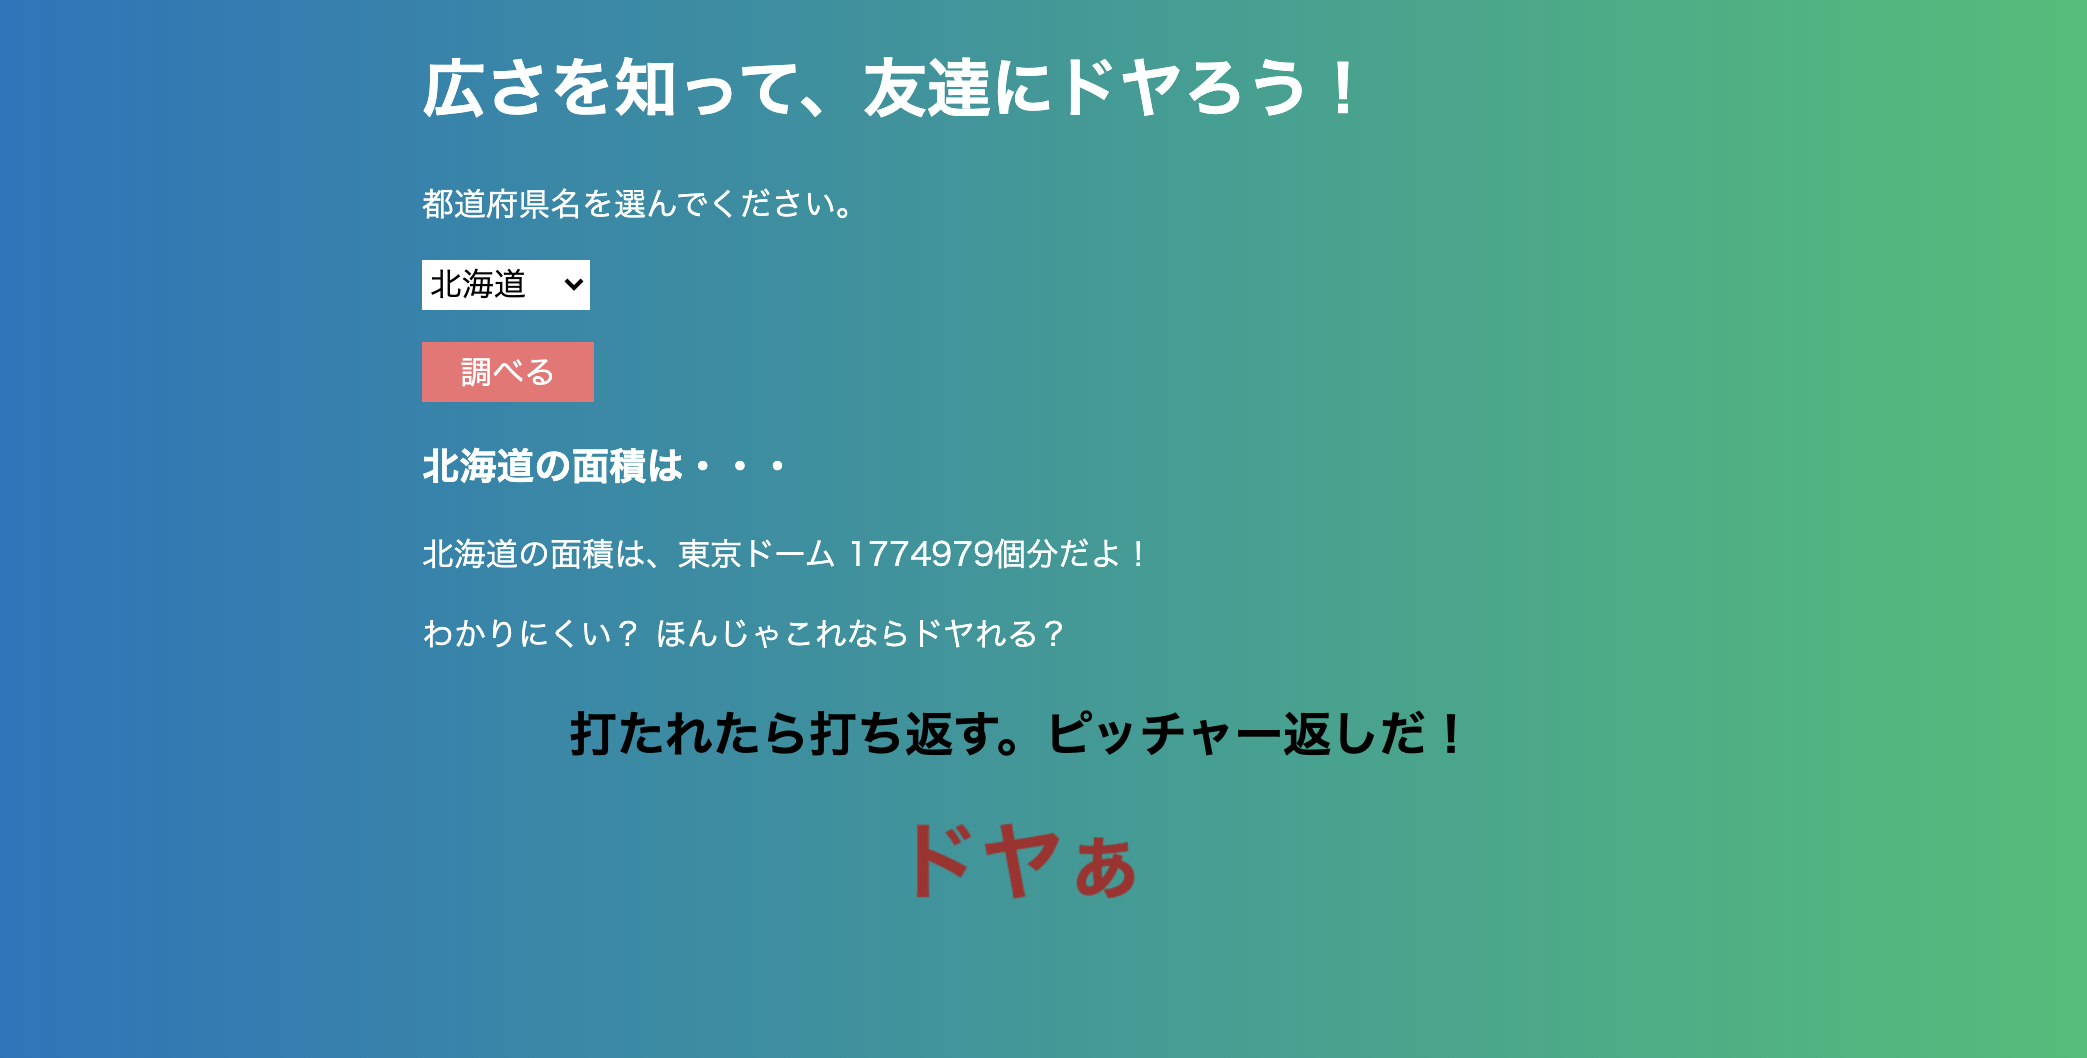 広さを知って、友達にドヤろう！
都道府県名を選んでください。
北海道
調べる
北海道の面積は・・・
北海道の面積は、東京ドーム 1774979個分だよ！
わかりにくい？ ほんじゃこれならドヤれる？
打たれたら打ち返す。ピッチャー返しだ！
ドヤぁ